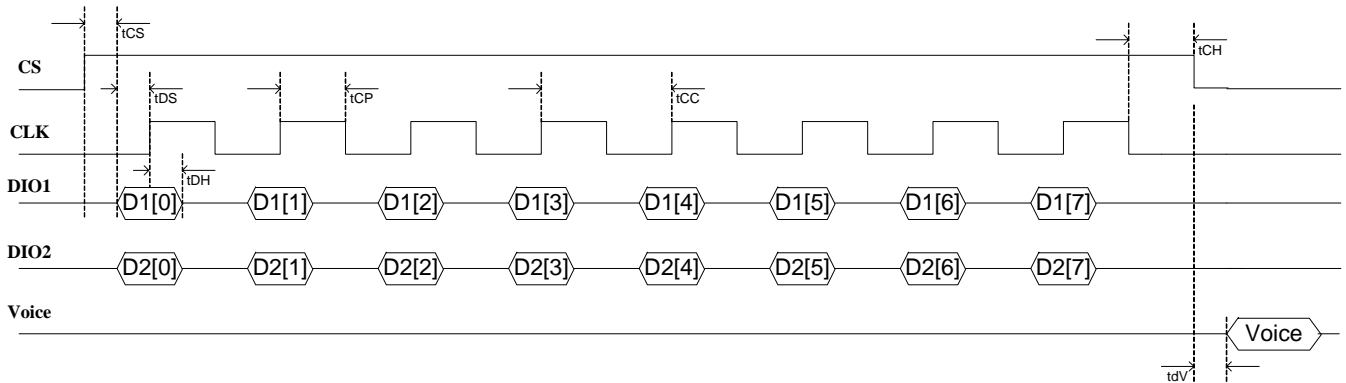 tCS
tCH
CS
tDS
tCP
tCC
CLK
tDH
DIO1
D1[0] D1[1] D1[2] D1[3] D1[4] D1[5] D1[6] D1[7]
DIO2
D2[0] D2[1] D2[2] D2[3] D2[4] D2[5] D2[6] D2[7]
Voice
Voice
tdV